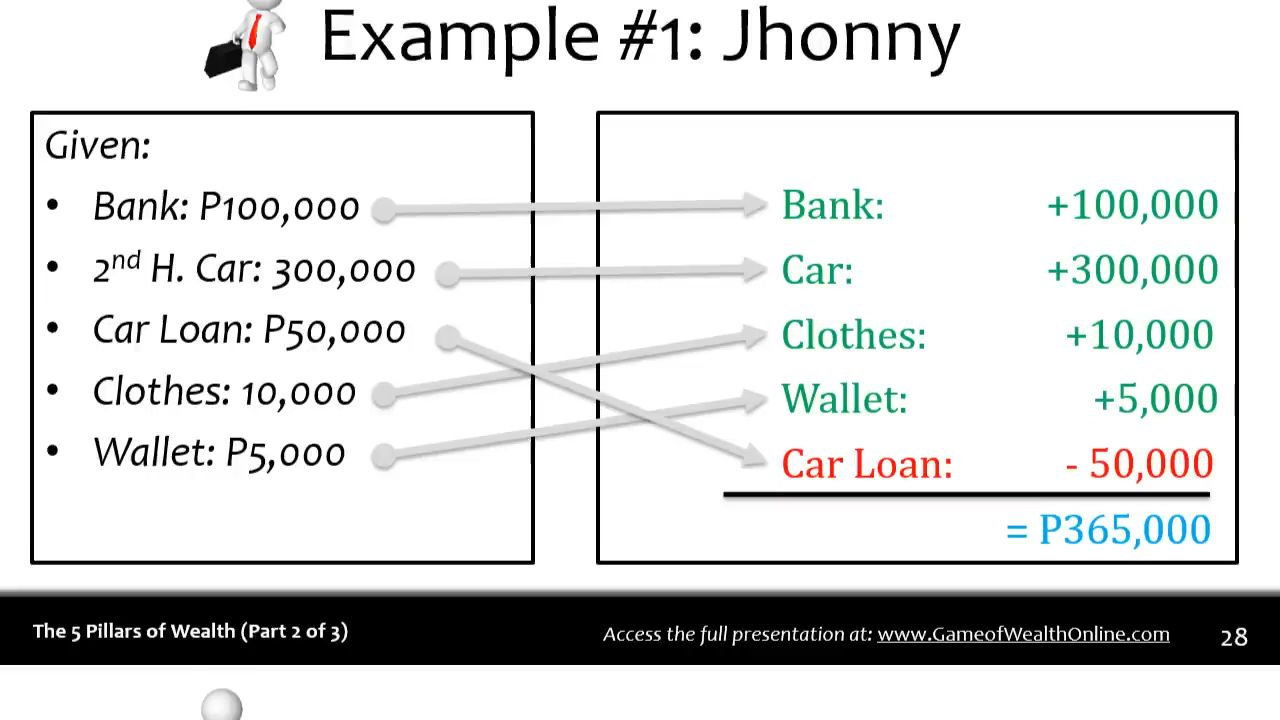 Example #1: Jhonny
Given:
• Bank: P100,000
• 2nd H. Car: 300,000
• Car Loan: P50,000
• Clothes: 10,000
• Wallet: P5,000
Bank: +100,000
Car: +300,000
Clothes: +10,000
Wallet: +5,000
Car Loan: - 50,000
= P365,000
The 5 Pillars of Wealth (Part 2 of 3)
Access the full presentation at: www.GameofWealthOnline.com
28